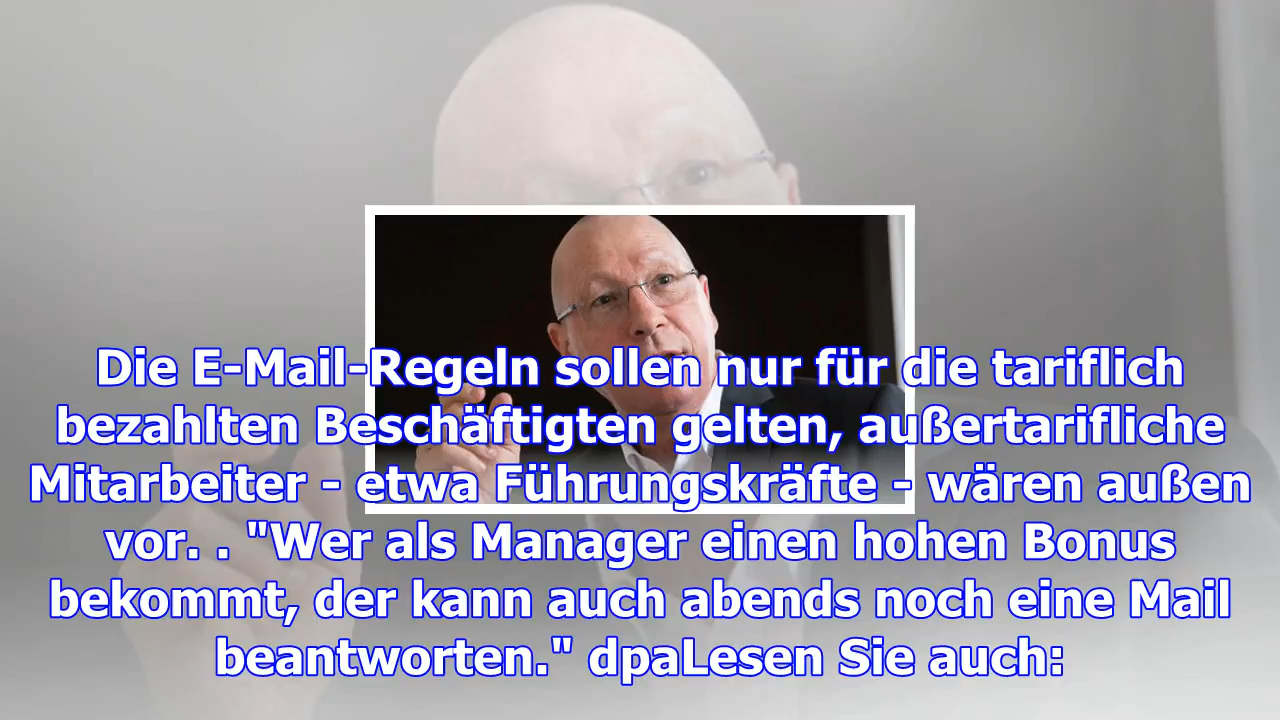 Die E-Mail-Regeln sollen nur für die tariflich
bezahlten Beschäftigten gelten, außertarifliche
Mitarbeiter - etwa Führungskräfte - wären außen
vor. . "Wer als Manager einen hohen Bonus
bekommt, der kann auch abends noch eine Mail
beantworten." dpaLesen Sie auch: